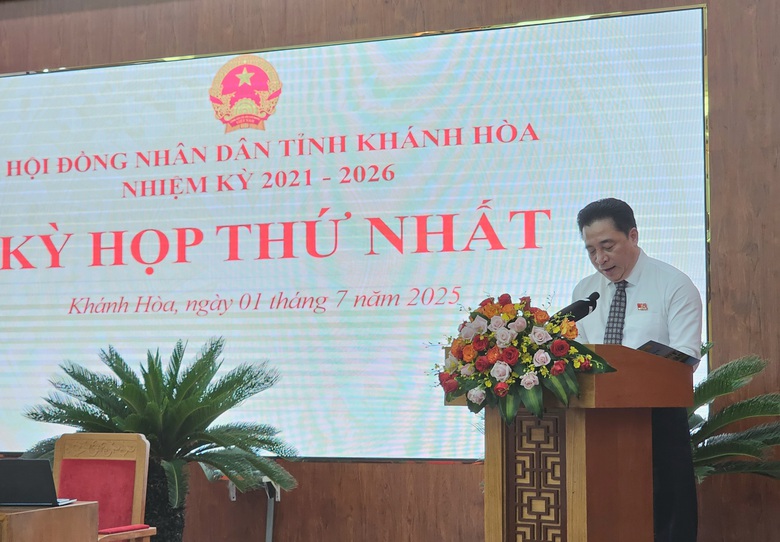 HỘI ĐỒNG NHÂN DÂN TỈNH KHÁNH HÒA
NHIỆM KỲ 2021 - 2026
KỲ HỌP THỨ NHẤT
Khánh Hòa, ngày 01 tháng 7 năm 2025